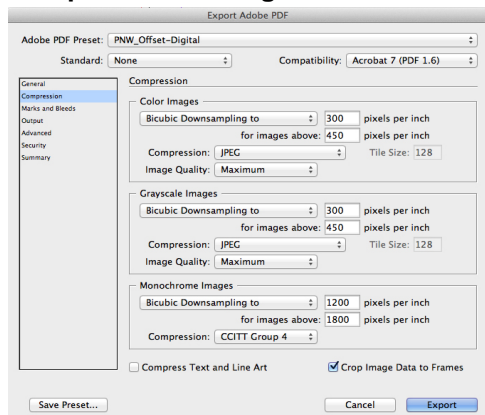 Export Adobe PDF
Adobe PDF Preset: PNW_Offset-Digital
Standard: None Compatibility: Acrobat 7 (PDF 1.6)
General
Compression
Marks and Bleeds
Output
Advanced
Security
Summary
Compression
Color Images
Bicubic Downsampling to 300 pixels per inch
for images above: 450
Compression: JPEG Tile Size: 128
Image Quality: Maximum
Grayscale Images
Bicubic Downsampling to 300 pixels per inch
for images above: 450 pixels per inch
Compression: JPEG Tile Size: 128
Image Quality: Maximum
Monochrome Images
Bicubic Downsampling to 1200 pixels per inch
for images above: 1800 pixels per inch
Compression: CCITT Group 4
Compress Text and Line Art Crop Image Data to Frames
Save Preset... Cancel Export